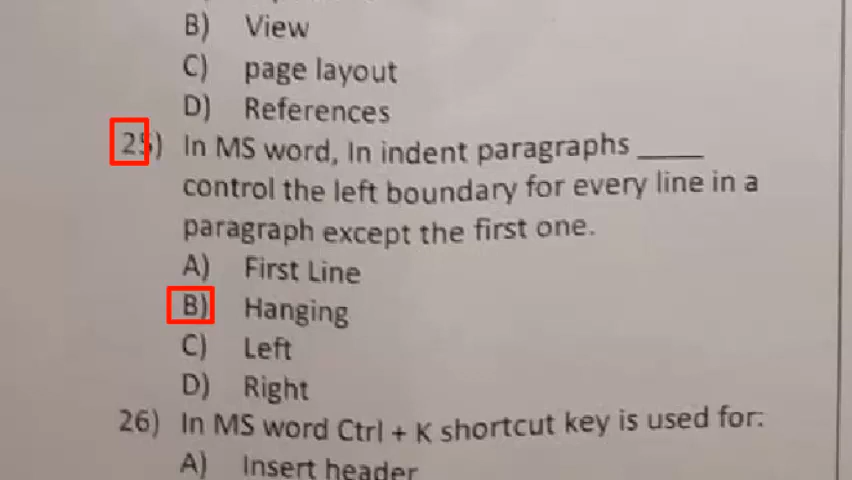 B) View
C) page layout
D) References
25) In MS word, In indent paragraphs ____
control the left boundary for every line in a
paragraph except the first one.
A) First Line
B) Hanging
C) Left
D) Right
26) In MS word Ctrl + K shortcut key is used for:
A) Insert header